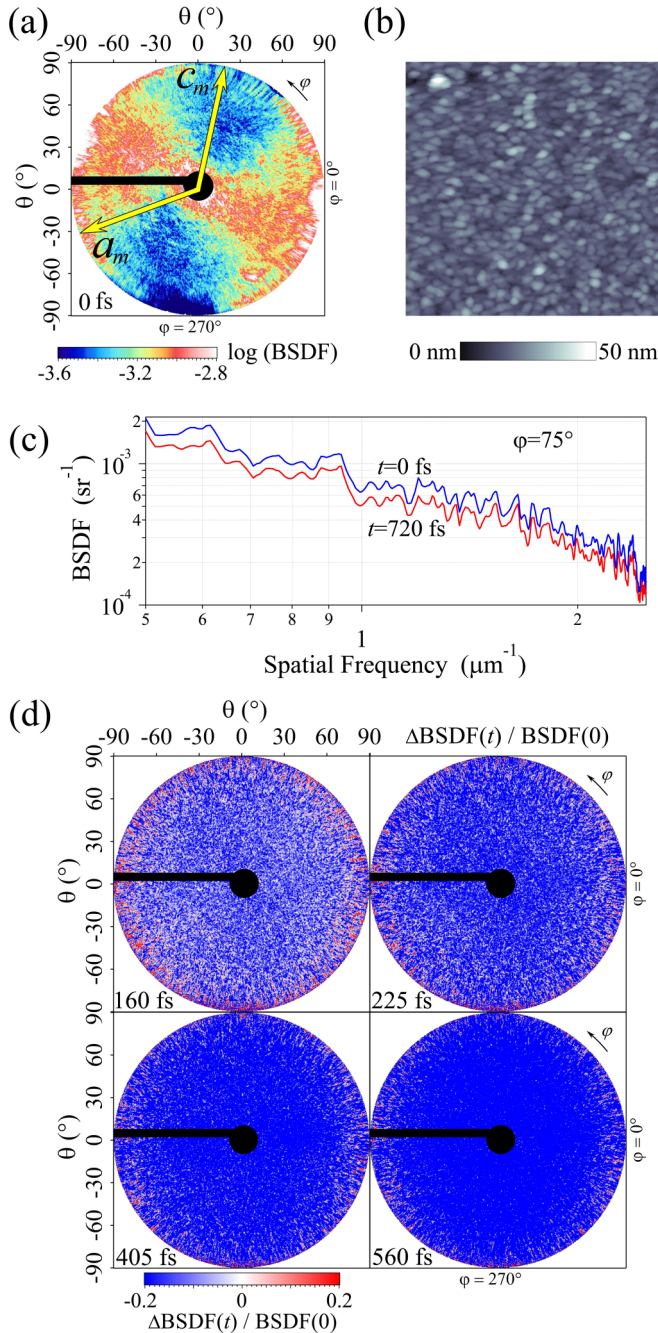 (a)
θ (°)
-90 -60 -30 0 30 60 90
90
60
30
0
-30
-60
-90
θ (°)
c_m
a_m
φ
φ = 0°
0 fs
φ = 270°
log (BSDF)
-3.6 -3.2 -2.8
(b)
0 nm 50 nm
(c)
BSDF (sr⁻¹)
2
10⁻³
8
6
4
2
10⁻⁴
t=0 fs
t=720 fs
φ=75°
5 6 7 8 9 1 2
Spatial Frequency (μm⁻¹)
(d)
θ (°)
-90 -60 -30 0 30 60 90
ΔBSDF(t) / BSDF(0)
90
60
30
0
-30
-60
90
60
30
0
-30
-60
-90
θ (°)
θ (°)
φ
φ = 0°
160 fs
225 fs
φ
φ = 0°
405 fs
560 fs
φ = 270°
-0.2 0 0.2
ΔBSDF(t) / BSDF(0)